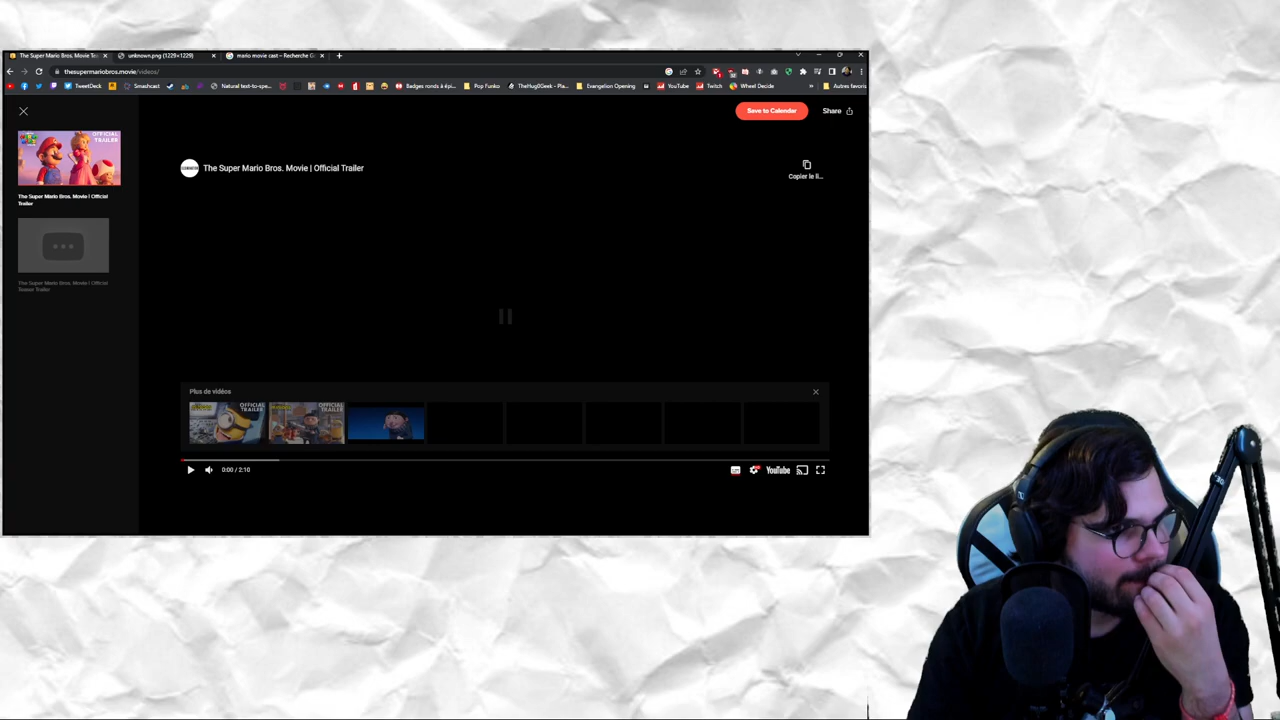 The Super Mario Bros. Movie Tra
unknown.png (1229×1229)
mario movie cast – Recherche G
thesupermariobros.movie/videos/
TweetDeck
Smashcast
Natural text-to-spe...
Badges ronds à épi...
Pop Funko
TheHug0Geek - Pla...
Evangelion Opening
YouTube
Twitch
Wheel Decide
»
Autres favoris
Save to Calendar
Share
OFFICIAL TRAILER
The Super Mario Bros. Movie | Official
Trailer
The Super Mario Bros. Movie | Official
Teaser Trailer
The Super Mario Bros. Movie | Official Trailer
Copier le li...
Plus de vidéos
OFFICIAL TRAILER
OFFICIAL TRAILER
0:00 / 2:10
YouTube